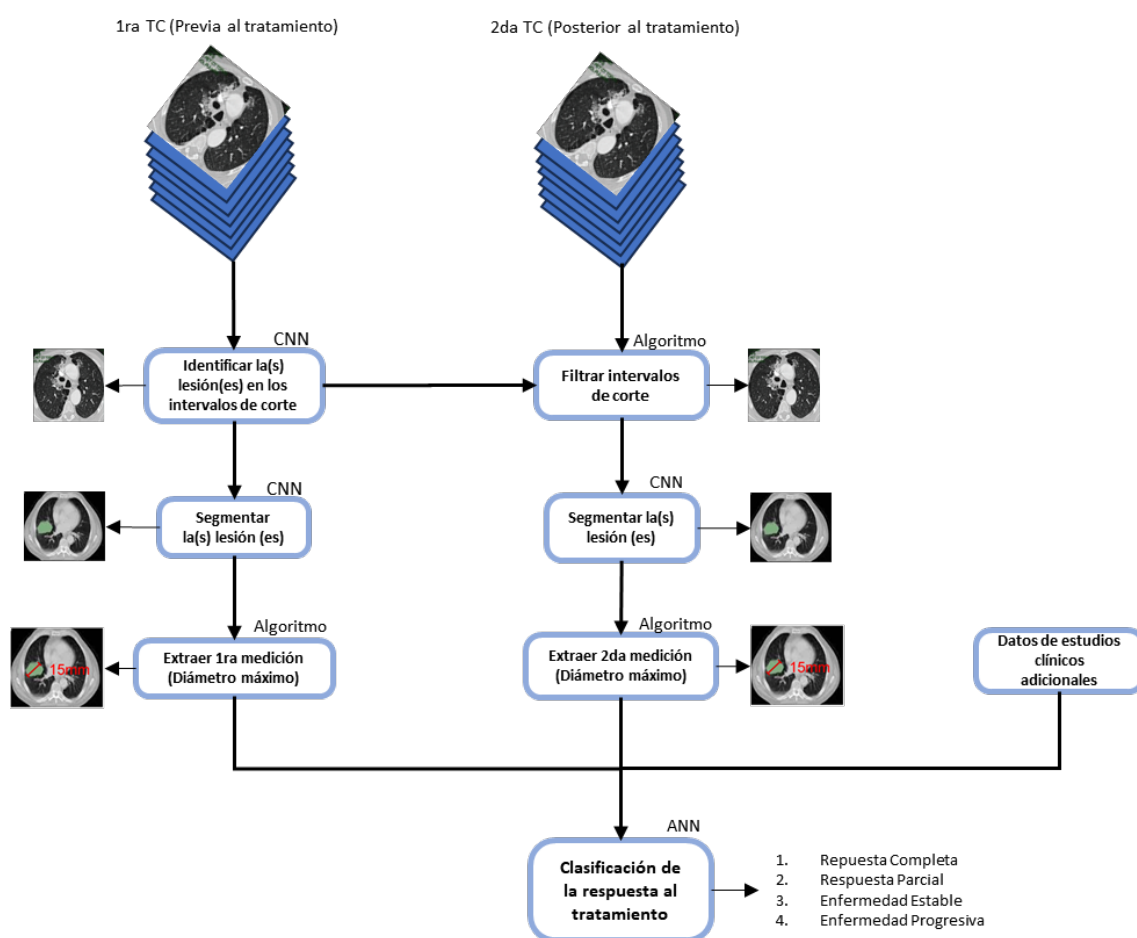 1ra TC (Previa al tratamiento)
2da TC (Posterior al tratamiento)
CNN
Identificar la(s)
lesión(es) en los
intervalos de corte
Algoritmo
Filtrar intervalos
de corte
CNN
Segmentar
la(s) lesión (es)
CNN
Segmentar la(s)
lesión (es)
Algoritmo
Extraer 1ra medición
(Diámetro máximo)
15mm
Algoritmo
Extraer 2da medición
(Diámetro máximo)
15mm
Datos de estudios
clínicos
adicionales
ANN
Clasificación de
la respuesta al
tratamiento
1. Repuesta Completa
2. Respuesta Parcial
3. Enfermedad Estable
4. Enfermedad Progresiva